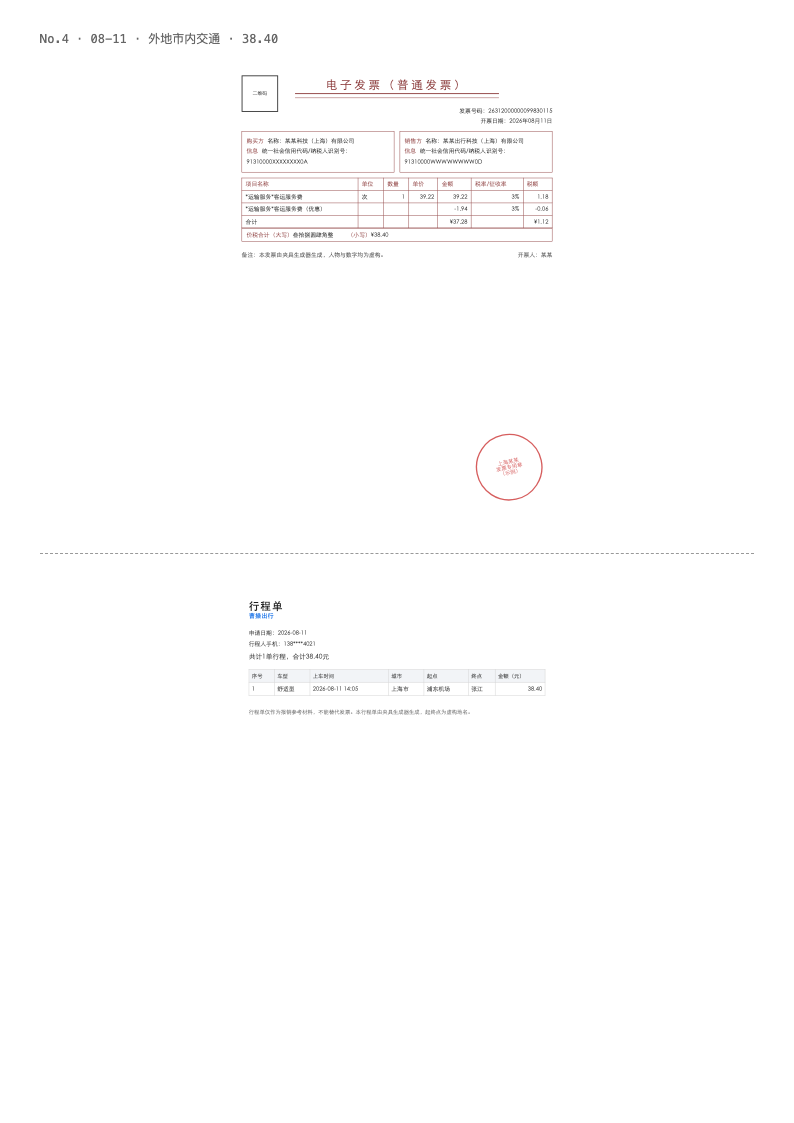 No.4 · 08-11 · 外地市内交通 · 38.40
二维码
电子发票（普通发票）
发票号码：26312000000099830115
开票日期：2026年08月11日
购买方 名称：某某科技（上海）有限公司
信息 统一社会信用代码/纳税人识别号：
91310000XXXXXXXX0A
销售方 名称：某某出行科技（上海）有限公司
信息 统一社会信用代码/纳税人识别号：
91310000WWWWWWWW0D
项目名称 单位 数量 单价 金额 税率/征收率 税额
*运输服务*客运服务费 次 1 39.22 39.22 3% 1.18
*运输服务*客运服务费（优惠） -1.94 3% -0.06
合计 ¥37.28 ¥1.12
价税合计（大写）叁拾捌圆肆角整 （小写）¥38.40
备注：本发票由夹具生成器生成，人物与数字均为虚构。 开票人：某某
上海某某
发票专用章
（示例）
行程单
曹操出行
申请日期：2026-08-11
行程人手机：138****4021
共计1单行程，合计38.40元
序号 车型 上车时间 城市 起点 终点 金额（元）
1 舒适型 2026-08-11 14:05 上海市 浦东机场 张江 38.40
行程单仅作为报销参考材料，不能替代发票。本行程单由夹具生成器生成，起终点为虚构地名。